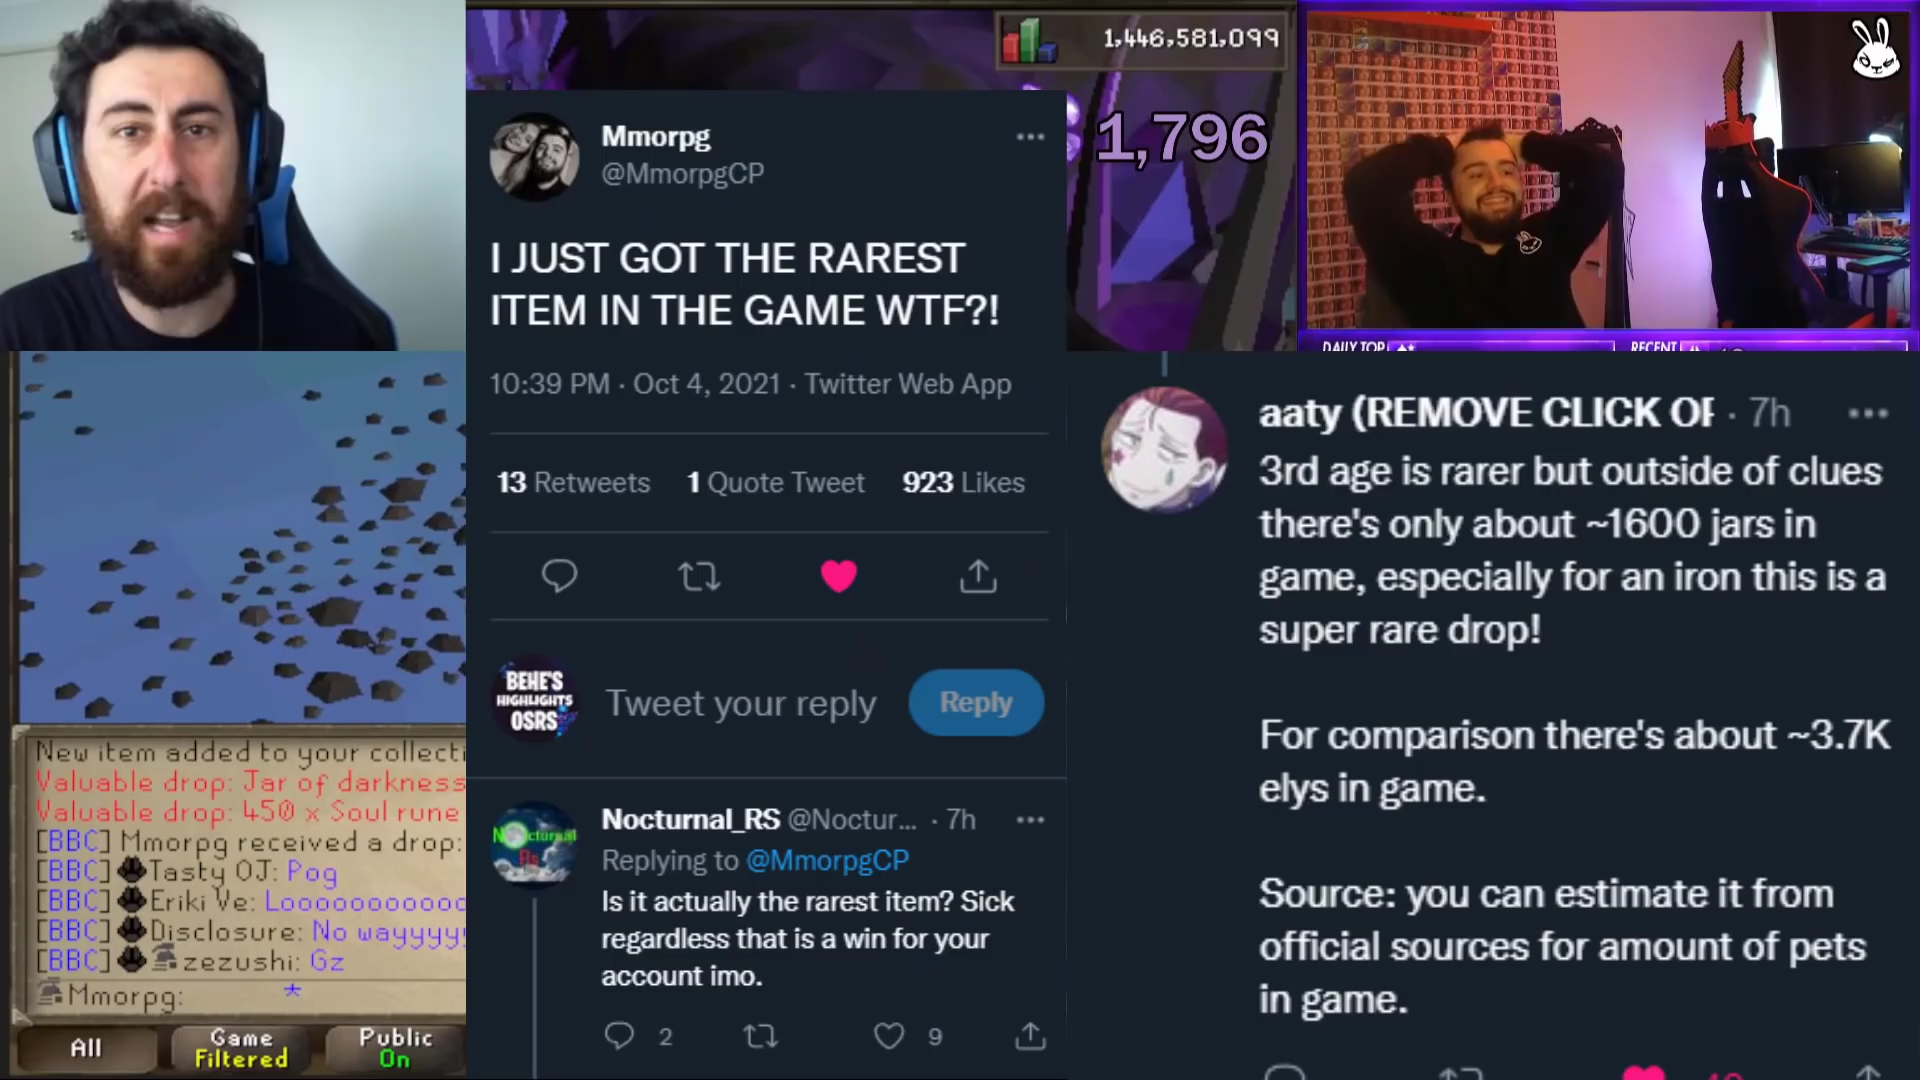 1,446,581,099
1,796
Mmorpg
@MmorpgCP
I JUST GOT THE RAREST
ITEM IN THE GAME WTF?!
10:39 PM · Oct 4, 2021 · Twitter Web App
13 Retweets 1 Quote Tweet 923 Likes
BEHE'S
HIGHLIGHTS
OSRS
Tweet your reply
Reply
Nocturnal_RS @Noctur... · 7h
Replying to @MmorpgCP
Is it actually the rarest item? Sick
regardless that is a win for your
account imo.
2
9
DAILY TOP
RECENT
aaty (REMOVE CLICK OF · 7h
3rd age is rarer but outside of clues
there's only about ~1600 jars in
game, especially for an iron this is a
super rare drop!
For comparison there's about ~3.7K
elys in game.
Source: you can estimate it from
official sources for amount of pets
in game.
New item added to your collecti
Valuable drop: Jar of darkness
Valuable drop: 450 x Soul rune
[BBC] Mmorpg received a drop:
[BBC] Tasty OJ: Pog
[BBC] Eriki Ve: Looooooooooo
[BBC] Disclosure: No wayyyyy
[BBC] zezushi: Gz
Mmorpg: *
All
Game
Filtered
Public
On